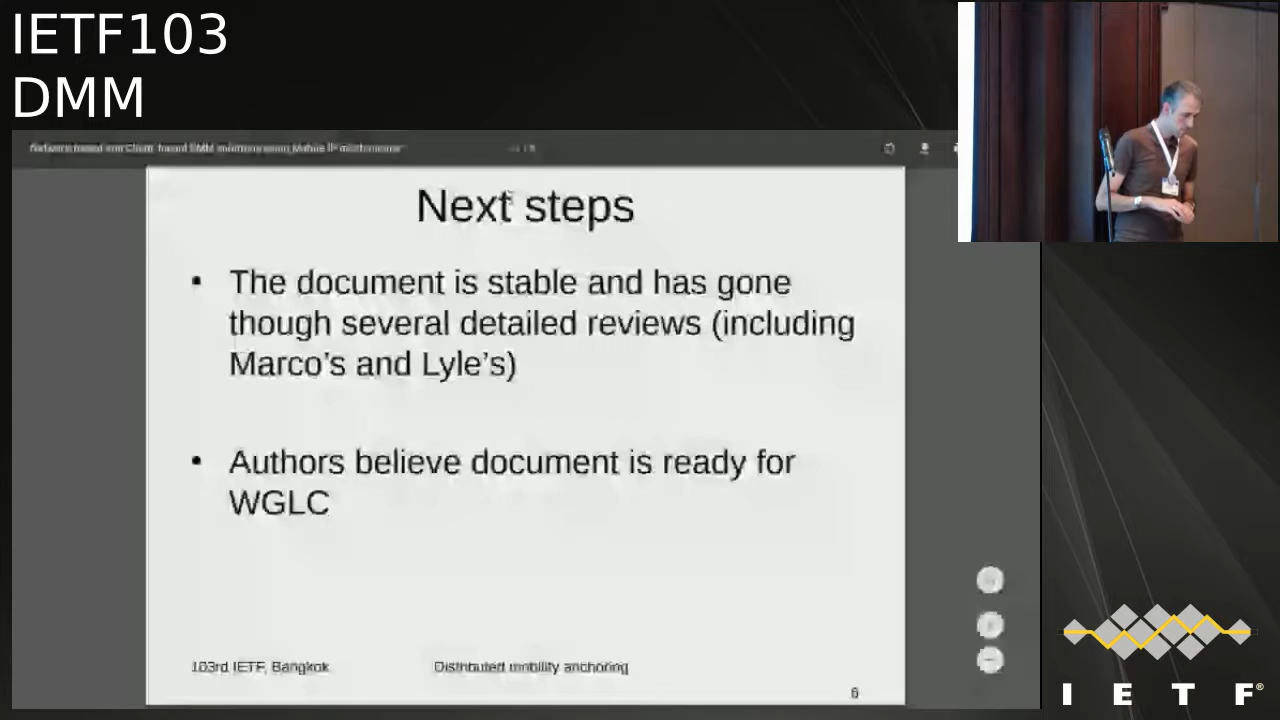 IETF103
DMM
Next steps
• The document is stable and has gone
though several detailed reviews (including
Marco's and Lyle's)
• Authors believe document is ready for
WGLC
103rd IETF, Bangkok
Distributed mobility anchoring
6
I E T F®